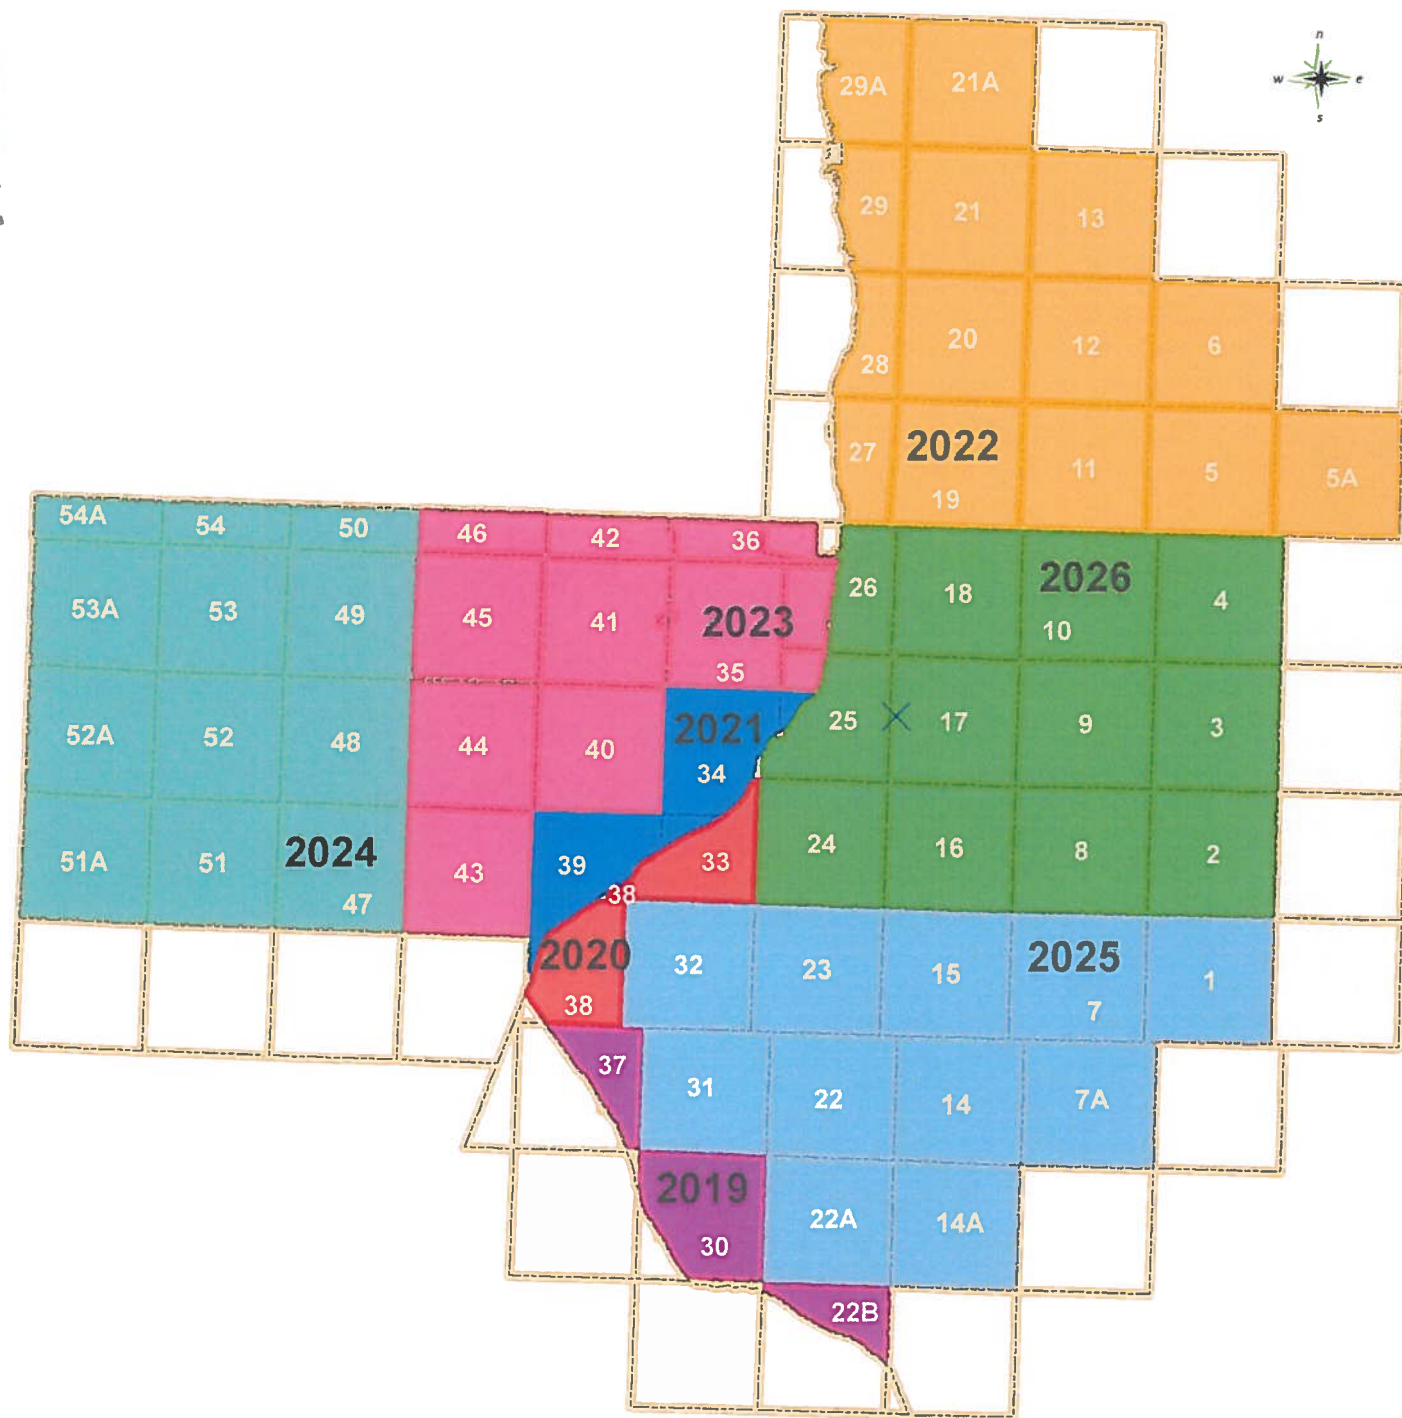 n
w e
s
29A 21A
29 21 13
28 20 12 6
27 2022 11 5 5A
19
54A 54 50 46 42 36
53A 53 49 45 41 2023 26 18 2026 4
35 10
52A 52 48 44 40 2021 25 17 9 3
34
51A 51 2024 43 39 33 24 16 8 2
47 38
2020 32 23 15 2025 1
38 7
37 31 22 14 7A
2019 22A 14A
30
22B